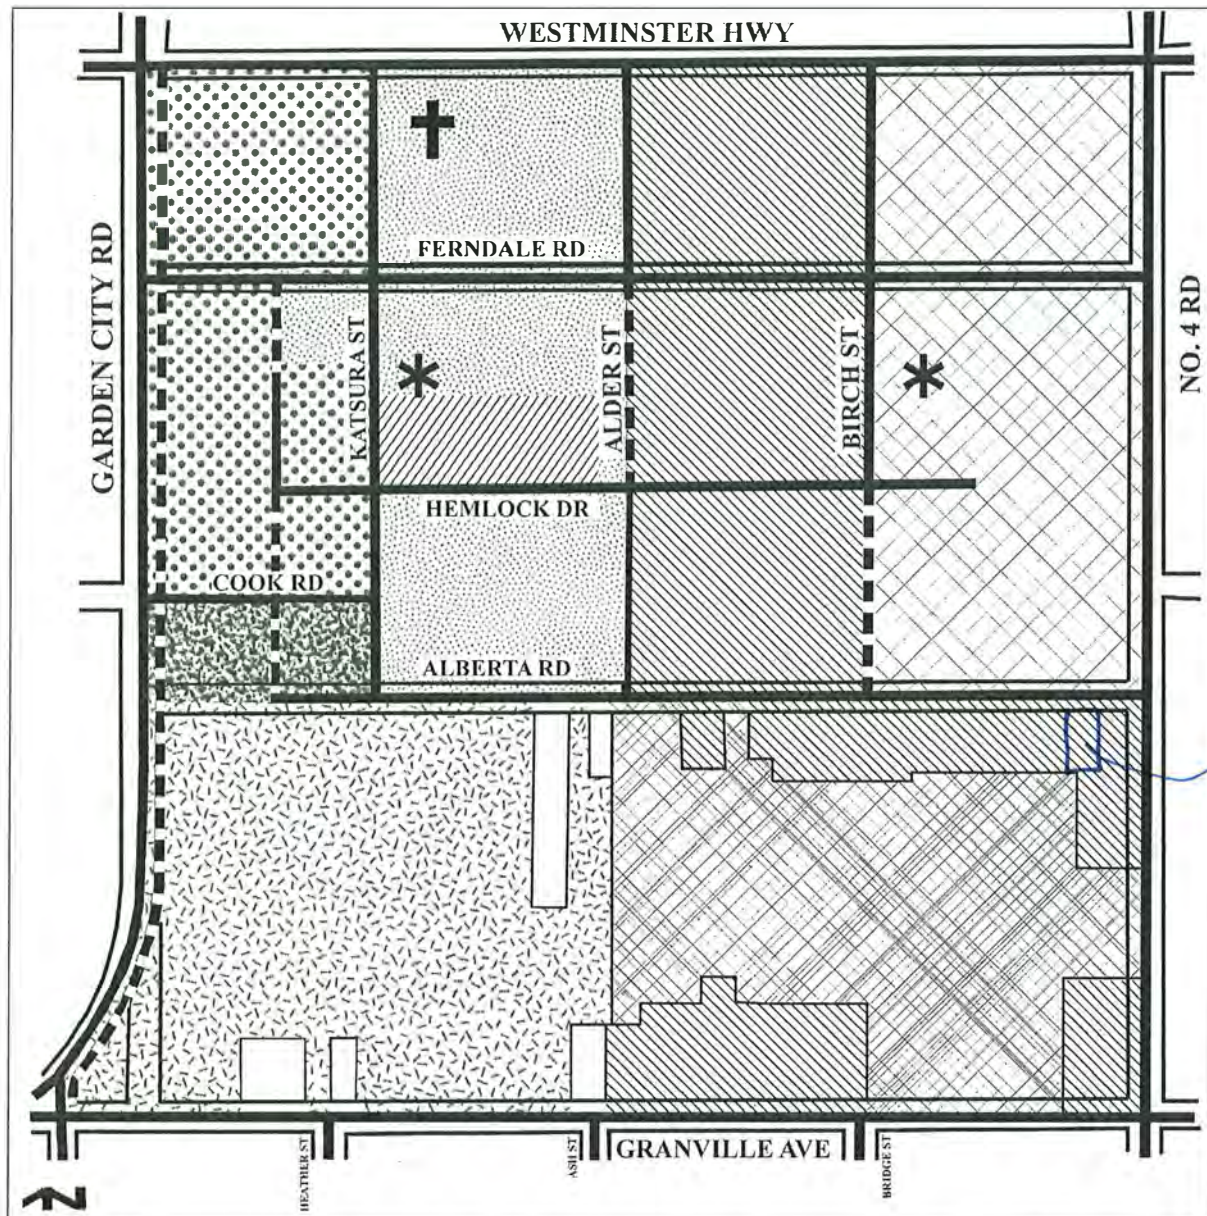 WESTMINSTER HWY
GARDEN CITY RD
FERNDALE RD
NO. 4 RD
KATSURA ST
ALDER ST
BIRCH ST
HEMLOCK DR
COOK RD
ALBERTA RD
HEATHER ST
ASH ST
GRANVILLE AVE
BRIDGE ST
N